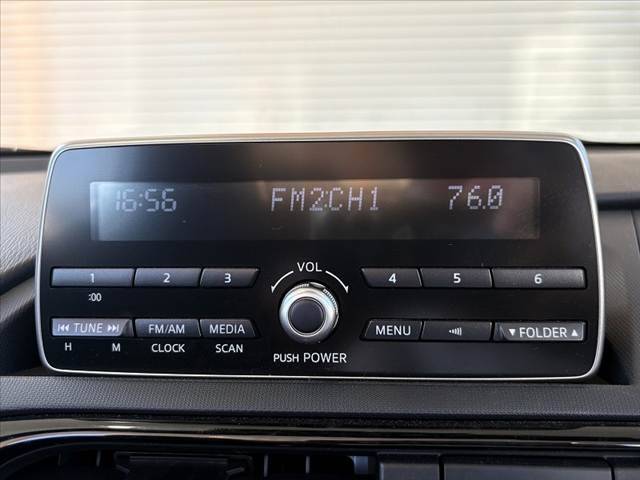 16:56 FM2CH1 76.0
VOL
1 2 3 4 5 6
:00
TUNE FM/AM MEDIA MENU ▼ FOLDER ▲
H M CLOCK SCAN PUSH POWER